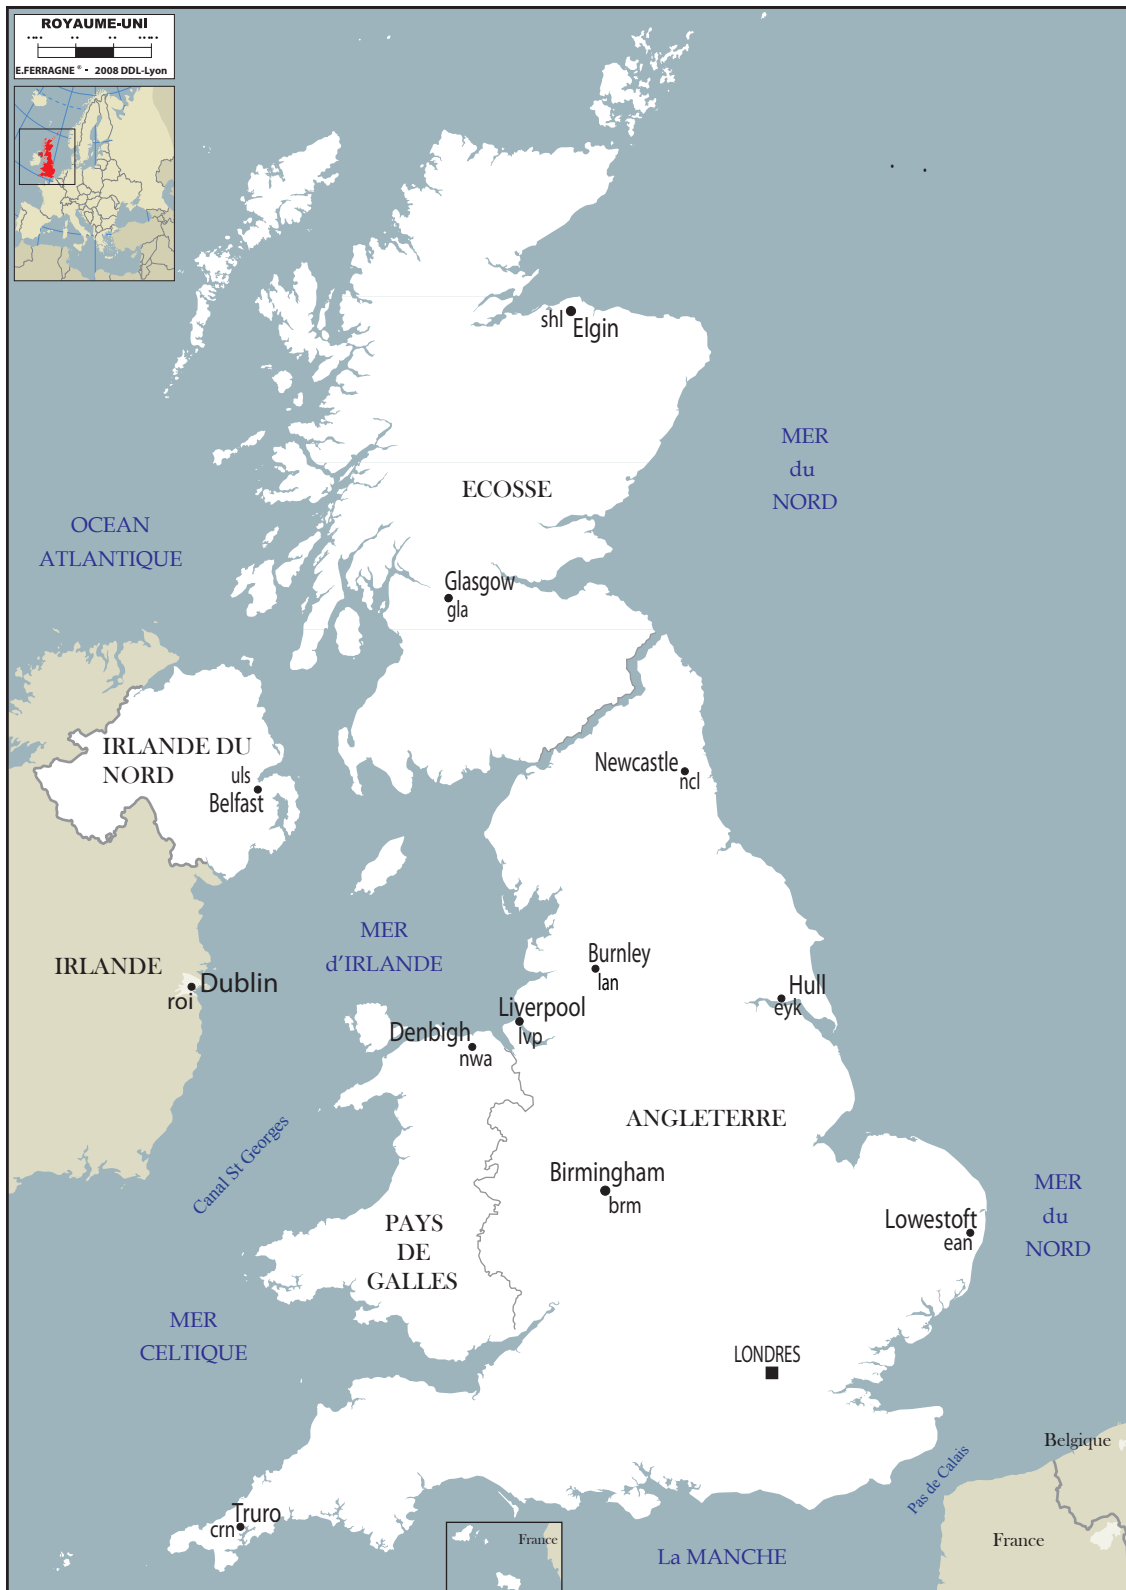 ROYAUME-UNI
E.FERRAGNE © - 2008 DDL-Lyon
shl
Elgin
MER
du
NORD
ECOSSE
OCEAN
ATLANTIQUE
Glasgow
gla
IRLANDE DU
NORD
uls
Belfast
Newcastle
ncl
MER
d'IRLANDE
IRLANDE
Dublin
roi
Burnley
lan
Hull
eyk
Liverpool
lvp
Denbigh
nwa
ANGLETERRE
Canal St Georges
Birmingham
brm
PAYS
DE
GALLES
Lowestoft
ean
MER
du
NORD
MER
CELTIQUE
LONDRES
Belgique
Pas de Calais
Truro
crn
France
France
La MANCHE